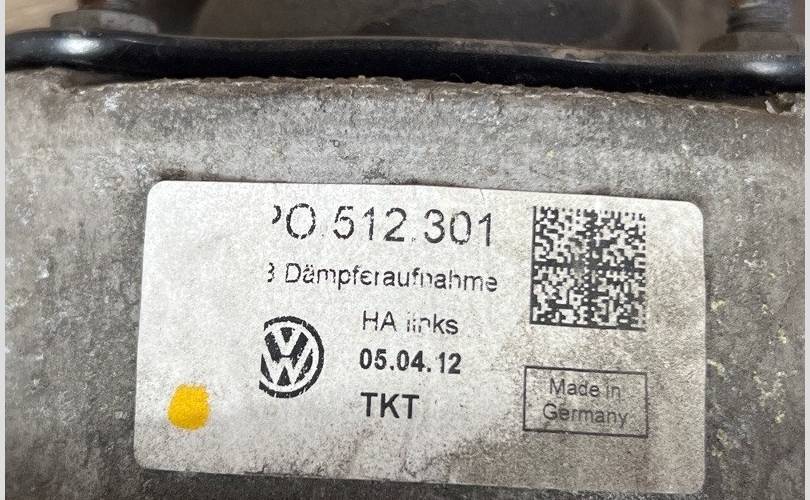 PO.512.301
Dämpferaufnahme
HA links
05.04.12
TKT
Made in
Germany